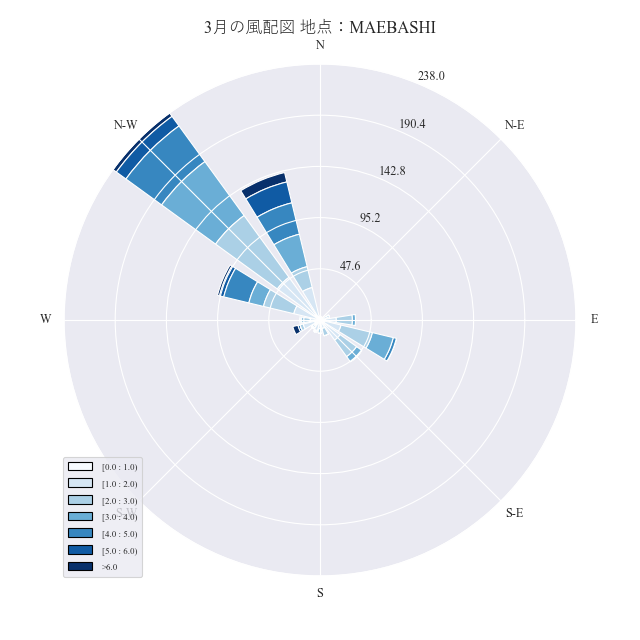 3月の風配図 地点：MAEBASHI
N
238.0
N-W
N-E
190.4
142.8
95.2
47.6
W
E
[0.0 : 1.0)
[1.0 : 2.0)
[2.0 : 3.0)
S-W
[3.0 : 4.0)
S-E
[4.0 : 5.0)
[5.0 : 6.0)
>6.0
S